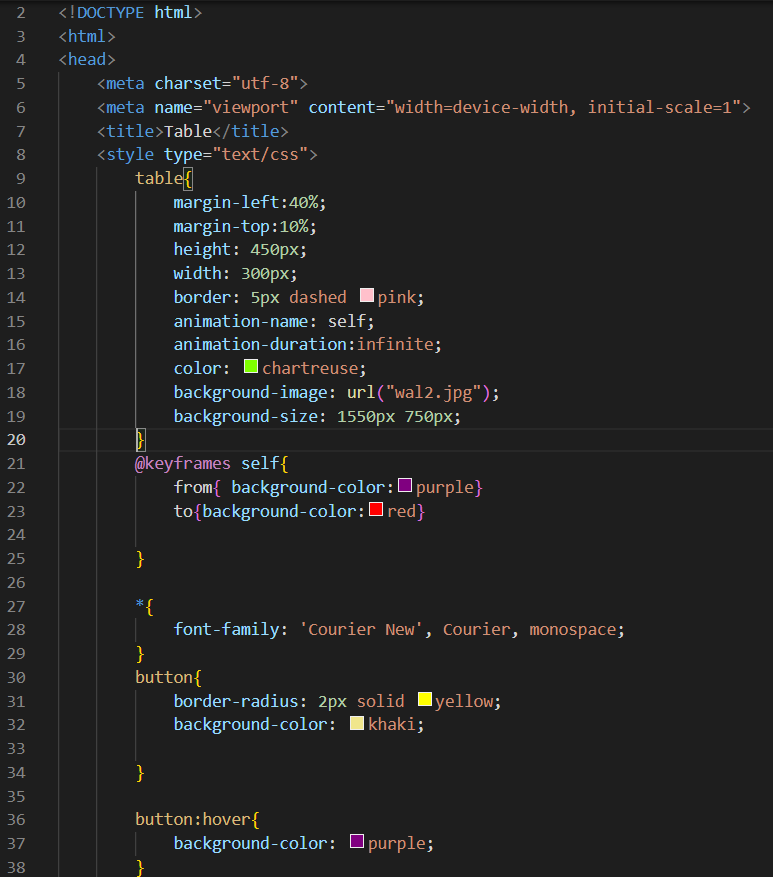 2 <!DOCTYPE html>
3 <html>
4 <head>
5     <meta charset="utf-8">
6     <meta name="viewport" content="width=device-width, initial-scale=1">
7     <title>Table</title>
8     <style type="text/css">
9         table{
10             margin-left:40%;
11             margin-top:10%;
12             height: 450px;
13             width: 300px;
14             border: 5px dashed pink;
15             animation-name: self;
16             animation-duration:infinite;
17             color: chartreuse;
18             background-image: url("wal2.jpg");
19             background-size: 1550px 750px;
20         }
21         @keyframes self{
22             from{ background-color:purple}
23             to{background-color:red}
24
25         }
26
27         *{
28             font-family: 'Courier New', Courier, monospace;
29         }
30         button{
31             border-radius: 2px solid yellow;
32             background-color: khaki;
33
34         }
35
36         button:hover{
37             background-color: purple;
38         }